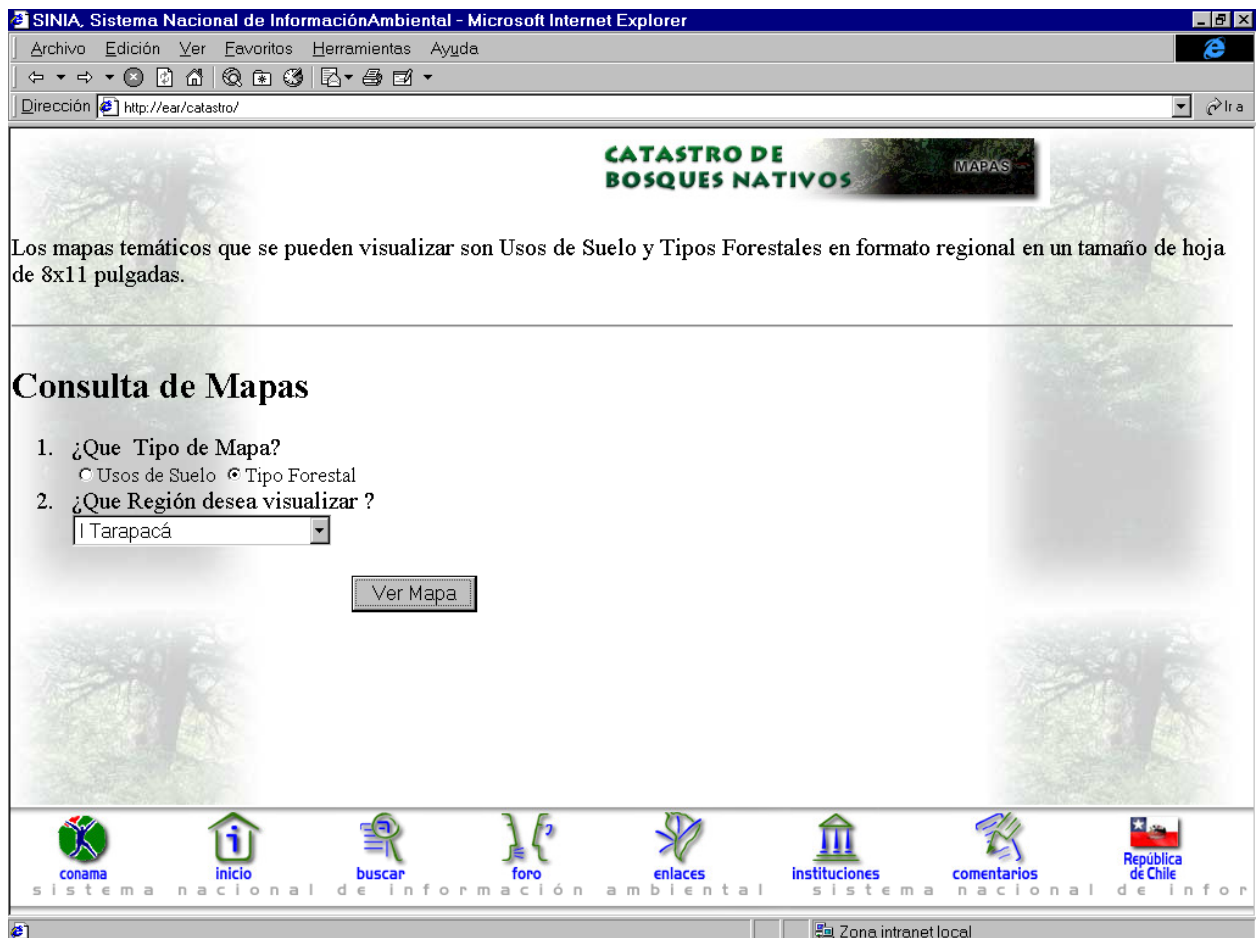 SINIA, Sistema Nacional de InformaciónAmbiental - Microsoft Internet Explorer
Archivo Edición Ver Favoritos Herramientas Ayuda
Dirección http://ear/catastro/ Ir a
CATASTRO DE
BOSQUES NATIVOS
MAPAS
Los mapas temáticos que se pueden visualizar son Usos de Suelo y Tipos Forestales en formato regional en un tamaño de hoja
de 8x11 pulgadas.
Consulta de Mapas
1. ¿Que Tipo de Mapa?
Usos de Suelo Tipo Forestal
2. ¿Que Región desea visualizar ?
I Tarapacá
Ver Mapa
conama inicio buscar foro enlaces instituciones comentarios República
de Chile
sistema nacional de información ambiental sistema nacional de infor
Zona intranet local